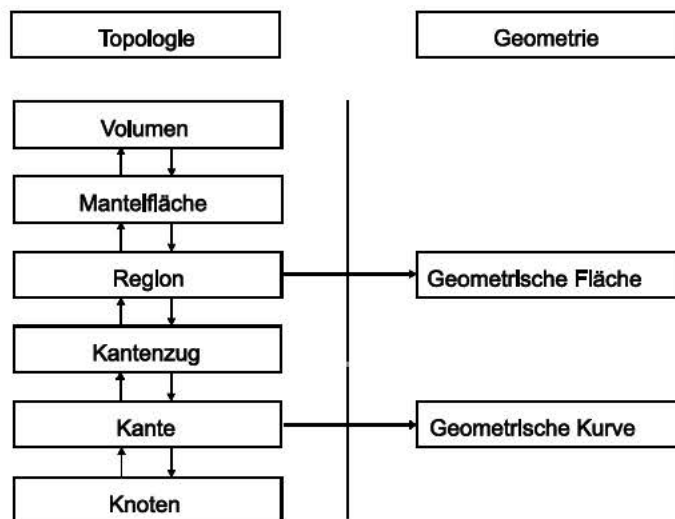 Topologie
Geometrie
Volumen
Mantelfläche
Region
Geometrische Fläche
Kantenzug
Kante
Geometrische Kurve
Knoten